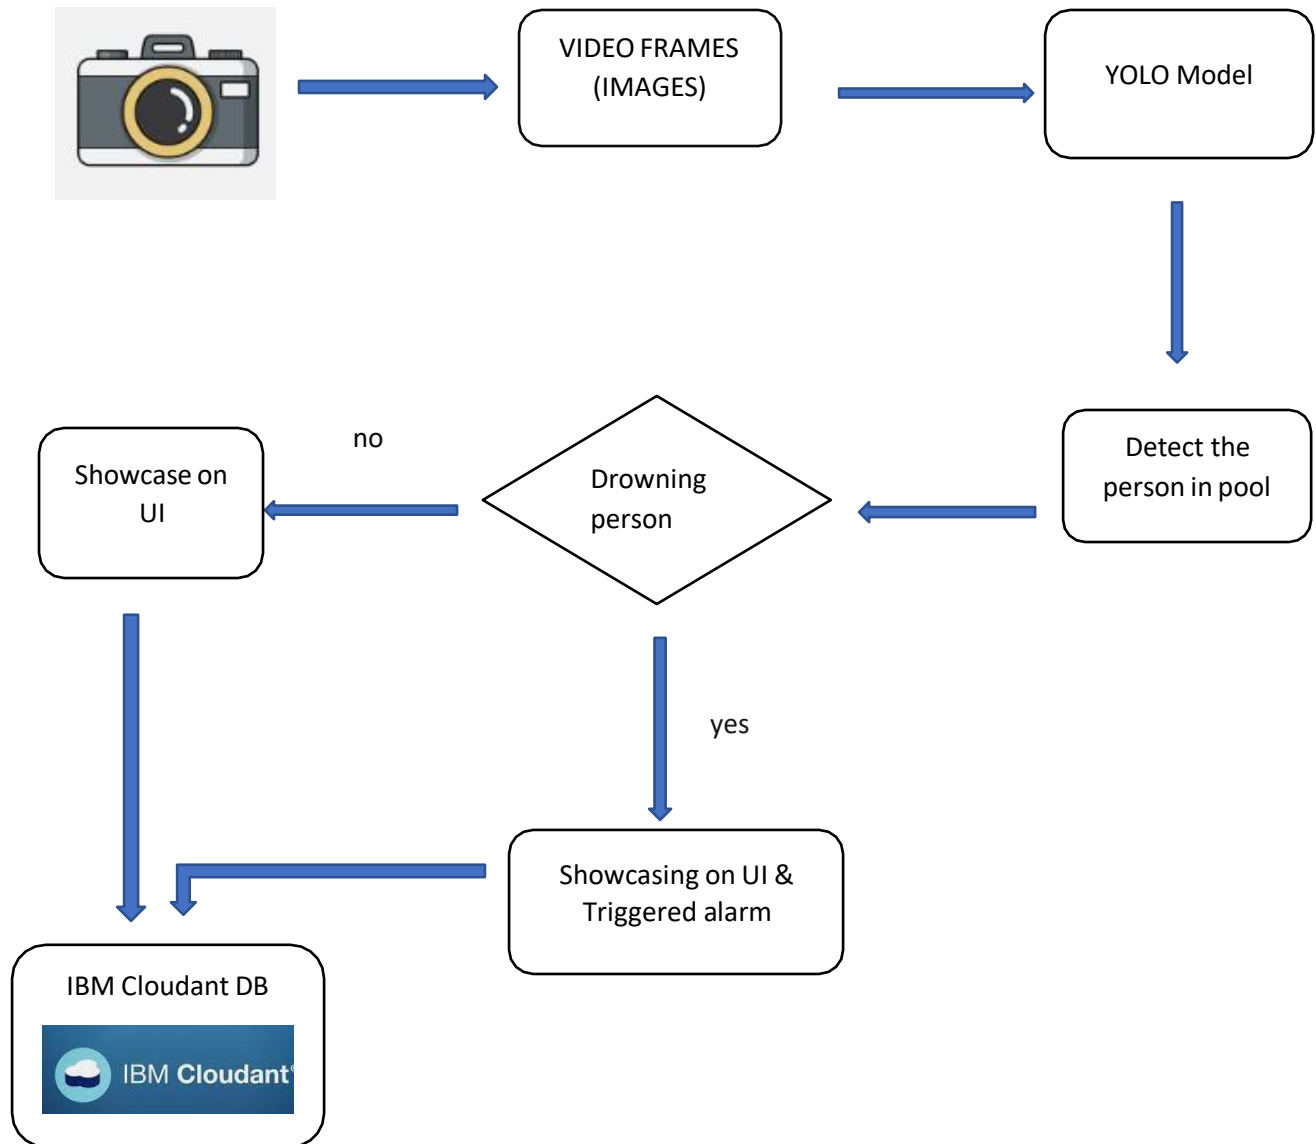 VIDEO FRAMES
(IMAGES)
YOLO Model
Detect the
person in pool
Drowning
person
no
Showcase on
UI
yes
Showcasing on UI &
Triggered alarm
IBM Cloudant DB
IBM Cloudant®